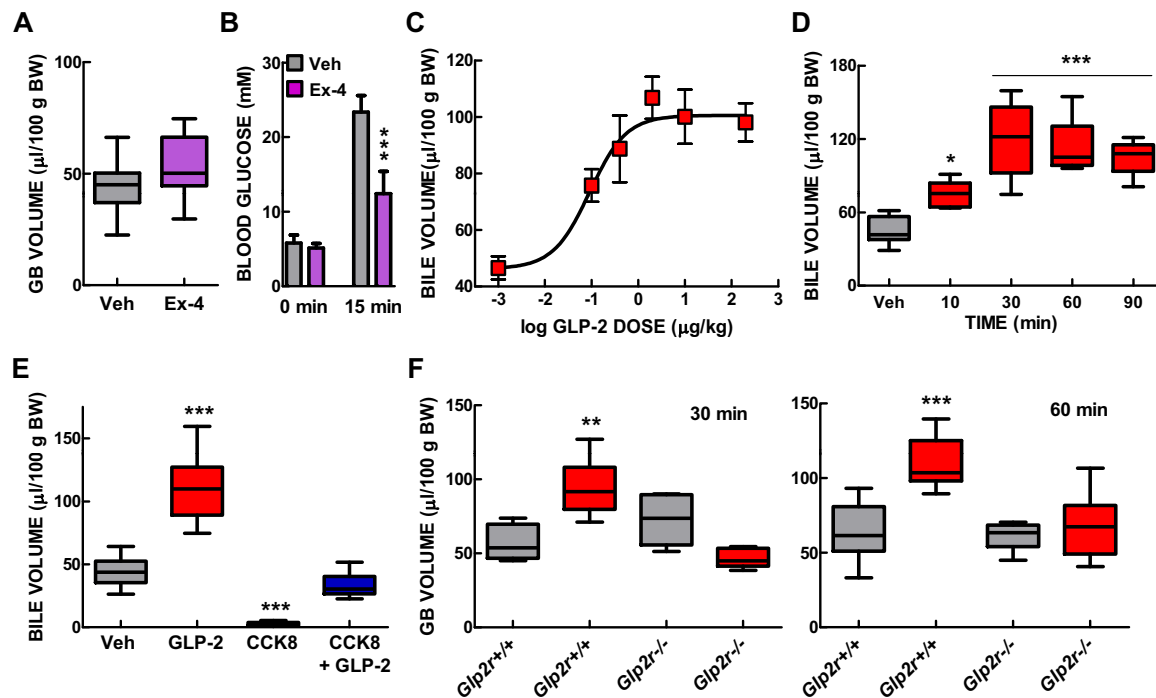 A
GB VOLUME (µl/100 g BW)
100
50
0
Veh
Ex-4
B
BLOOD GLUCOSE (mM)
30
20
10
0
Veh
Ex-4
***
0 min
15 min
C
BILE VOLUME(µl/100 g BW)
120
100
80
60
40
-3
-2
-1
0
1
2
3
log GLP-2 DOSE (µg/kg)
D
BILE VOLUME (µl/100 g BW)
180
120
60
0
*
***
Veh
10
30
60
90
TIME (min)
E
BILE VOLUME (µl/100 g BW)
150
100
50
0
***
***
Veh
GLP-2
CCK8
CCK8
+ GLP-2
F
GB VOLUME (µl/100 g BW)
150
100
50
0
**
30 min
Glp2r+/+
Glp2r+/+
Glp2r-/-
Glp2r-/-
150
100
50
0
***
60 min
Glp2r+/+
Glp2r+/+
Glp2r-/-
Glp2r-/-